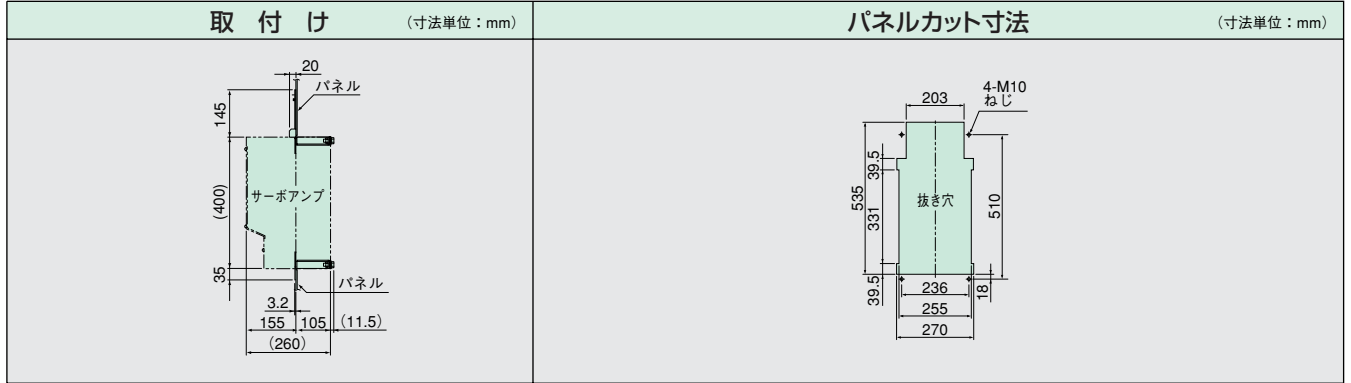 取 付 け (寸法単位：mm)
パネルカット寸法 (寸法単位：mm)
20
パネル
145
(400)
サーボアンプ
35
パネル
3.2
155 105 (11.5)
(260)
4-M10
ねじ
203
39.5
535
331
抜き穴
510
39.5
236
18
255
270